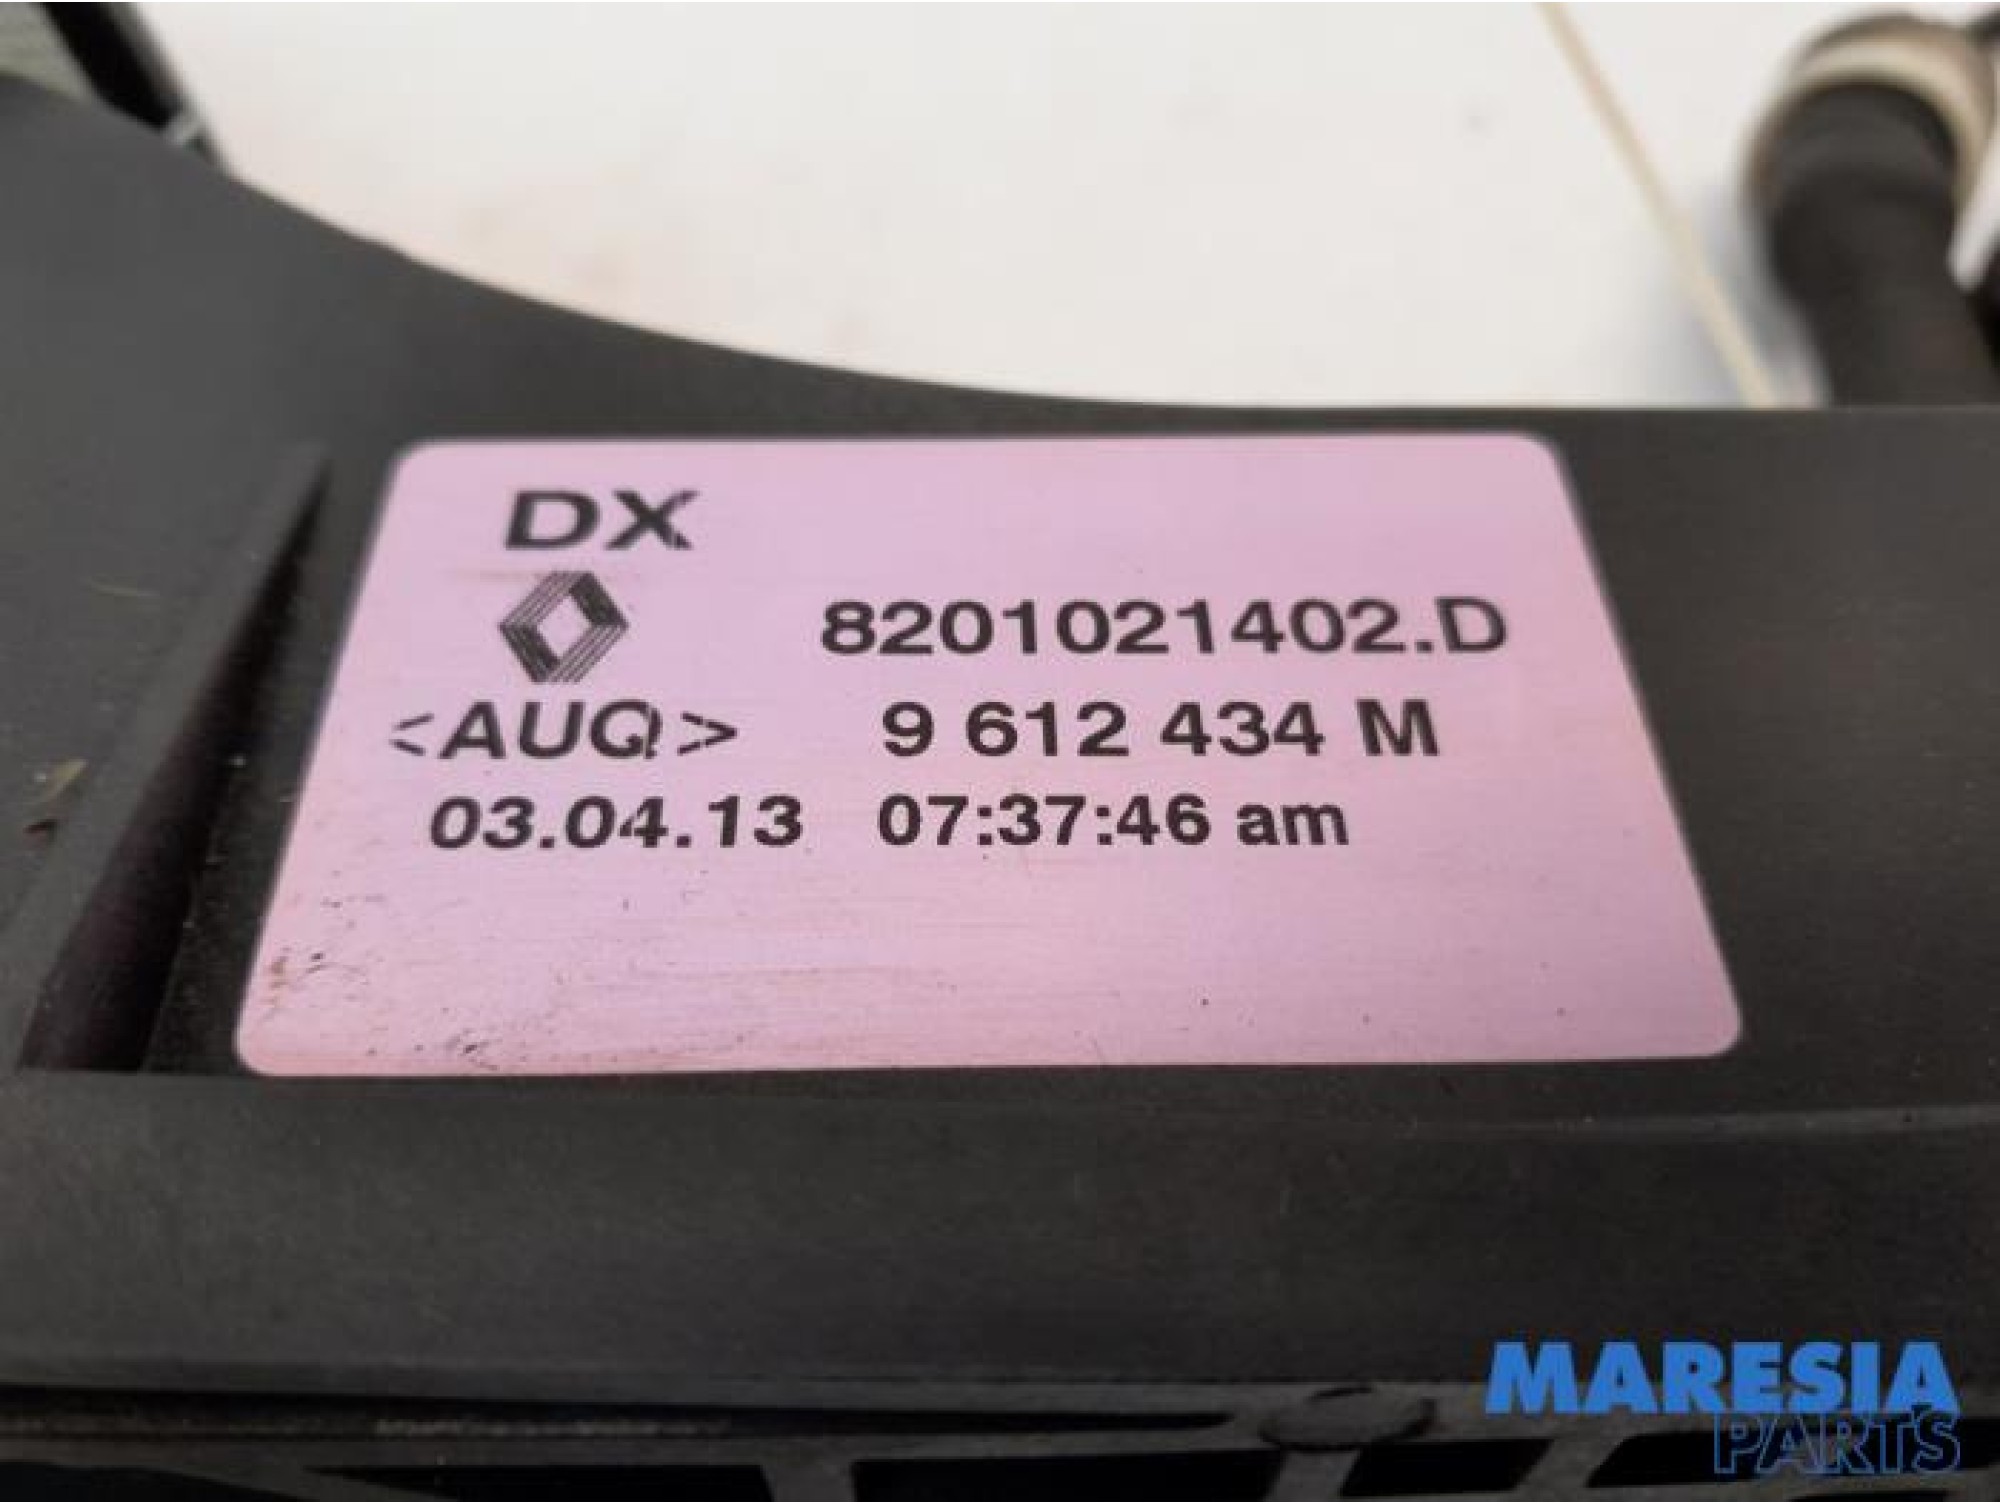 DX
8201021402.D
<AUQ> 9 612 434 M
03.04.13 07:37:46 am
MARESIA
PARTS